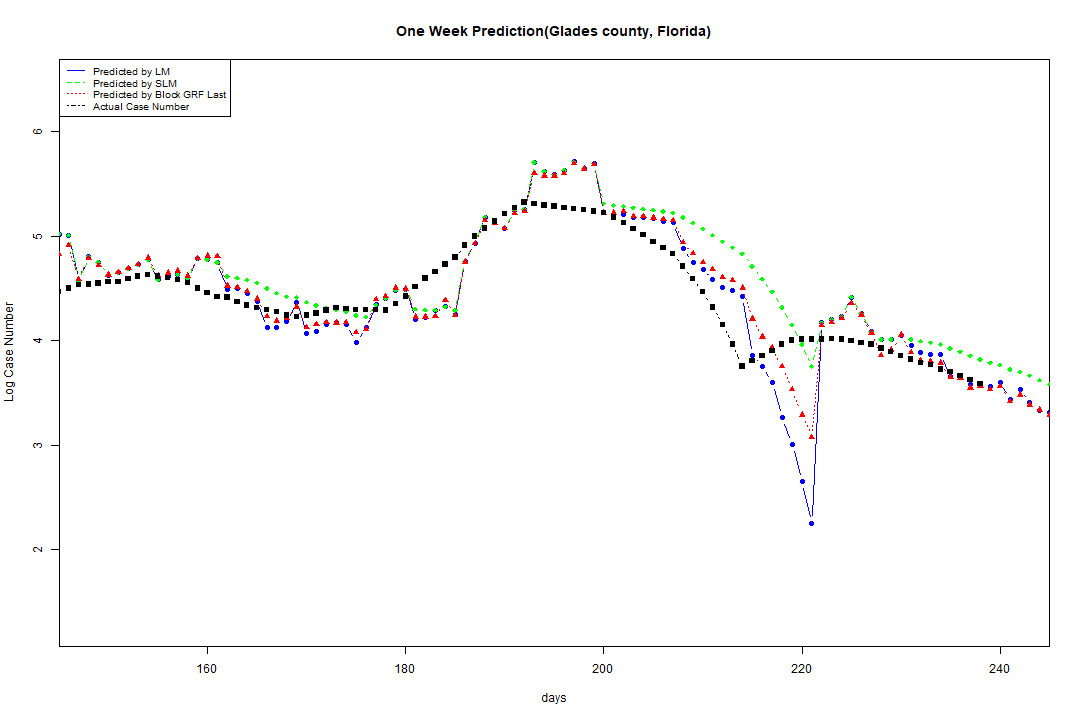 One Week Prediction(Glades county, Florida)
Predicted by LM
Predicted by SLM
Predicted by Block GRF Last
Actual Case Number
6
5
4
3
2
Log Case Number
160 180 200 220 240
days